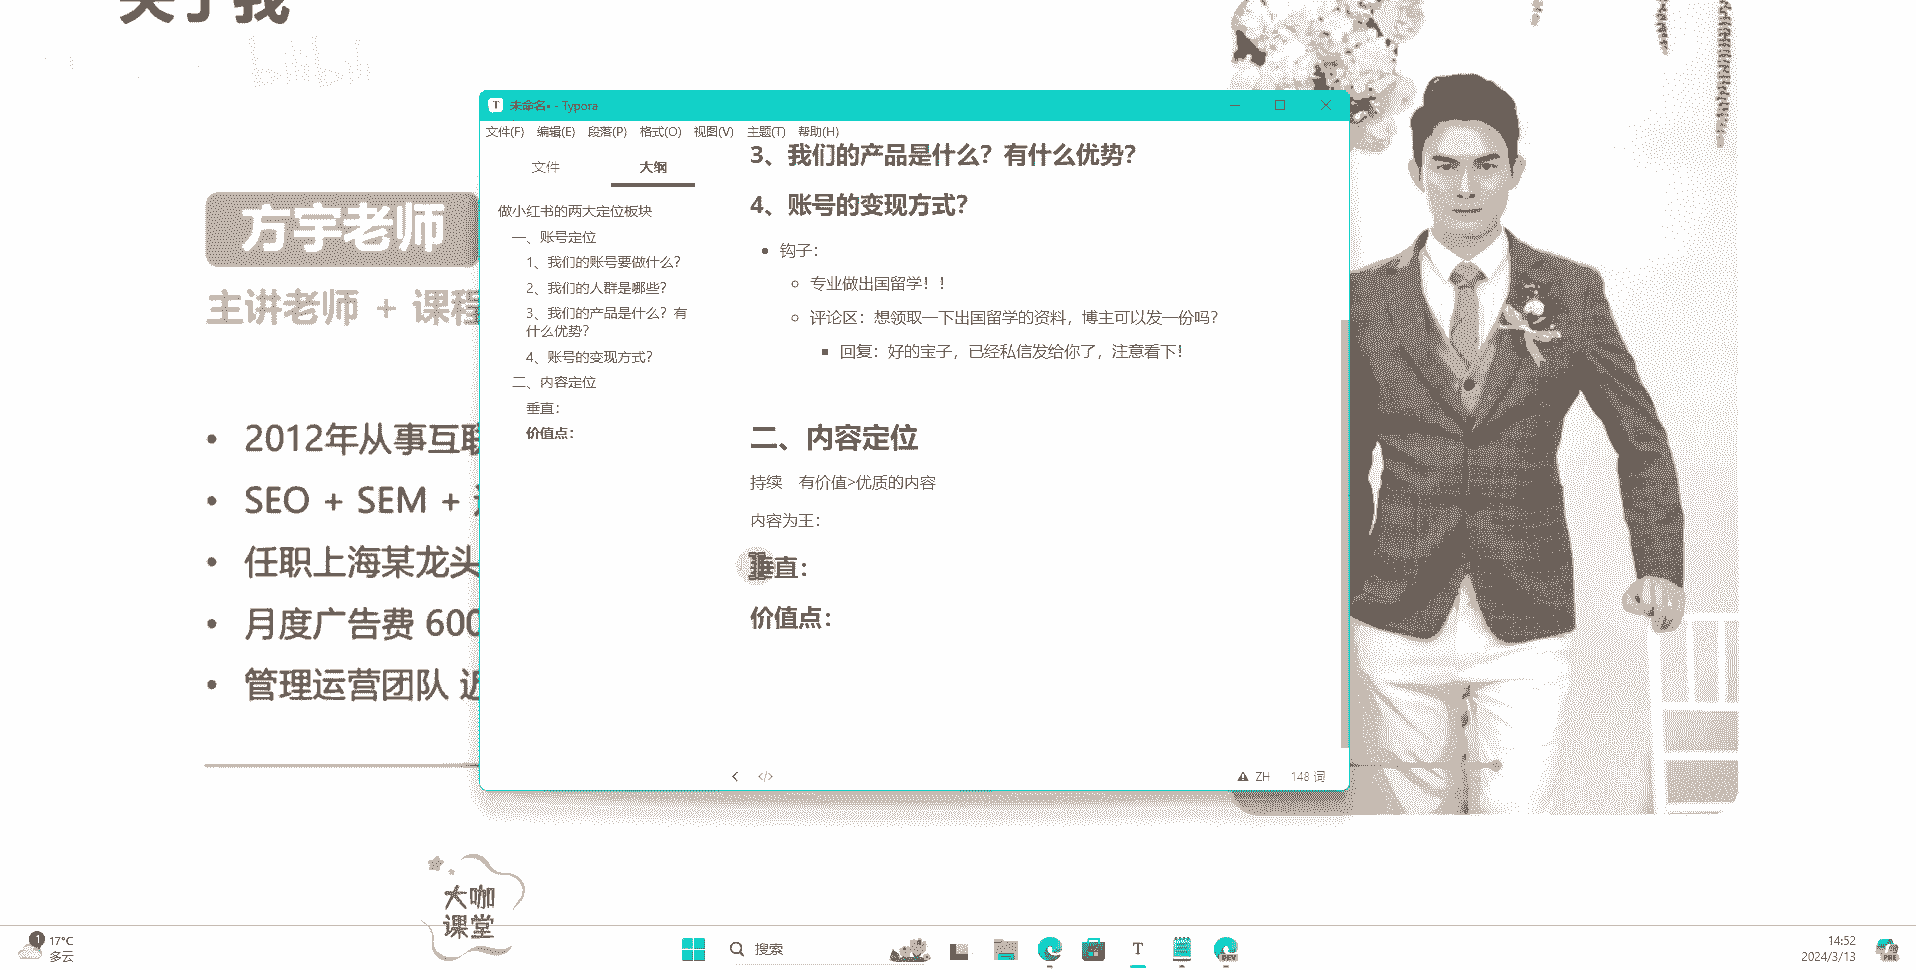 关于我
bilibili
方宇老师
主讲老师 + 课程
2012年从事互联
SEO + SEM +
任职上海某龙头
月度广告费 600
管理运营团队 近
未命名• - Typora
文件(F) 编辑(E) 段落(P) 格式(O) 视图(V) 主题(T) 帮助(H)
文件 大纲
做小红书的两大定位板块
一、账号定位
1、我们的账号要做什么？
2、我们的人群是哪些？
3、我们的产品是什么？有
什么优势？
4、账号的变现方式？
二、内容定位
垂直：
价值点：
3、我们的产品是什么？有什么优势？
4、账号的变现方式？
钩子：
专业做出国留学！！
评论区：想领取一下出国留学的资料，博主可以发一份吗？
回复：好的宝子，已经私信发给你了，注意看下！
二、内容定位
持续 有价值>优质的内容
内容为王：
垂直：
价值点：
</> ZH 148 词
大咖
课堂
1 17°C
多云
搜索
T
DEV
14:52
2024/3/13
PRE